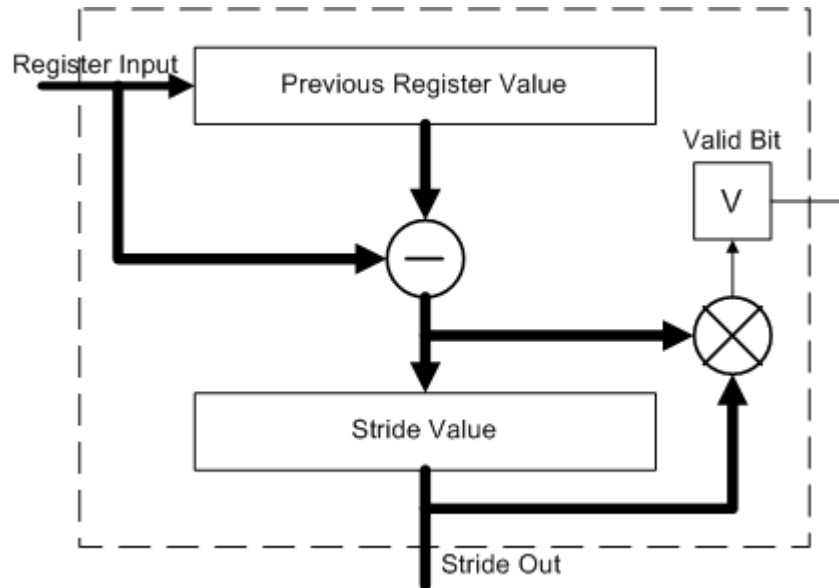 Register Input
Previous Register Value
Valid Bit
V
Stride Value
Stride Out